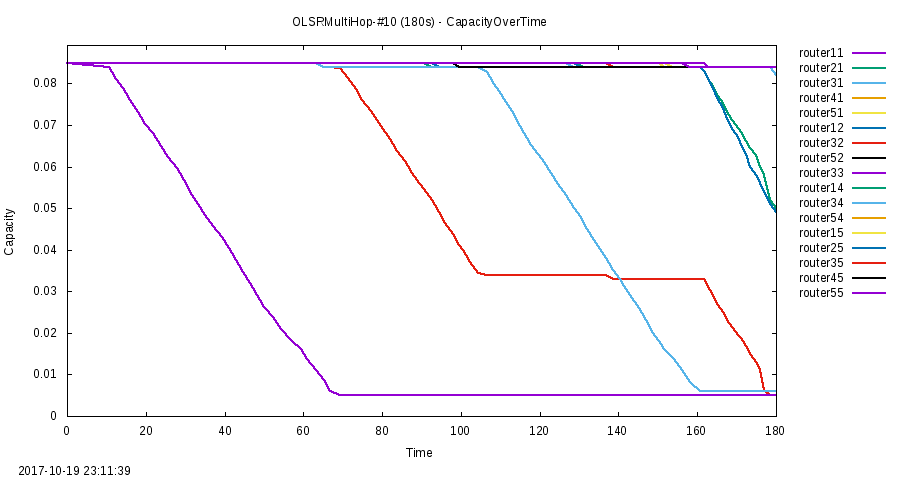 OLSRMultiHop-#10 (180s) - CapacityOverTime
Capacity
0.08
0.07
0.06
0.05
0.04
0.03
0.02
0.01
0
0 20 40 60 80 100 120 140 160 180
Time
router11
router21
router31
router41
router51
router12
router32
router52
router33
router14
router34
router54
router15
router25
router35
router45
router55
2017-10-19 23:11:39